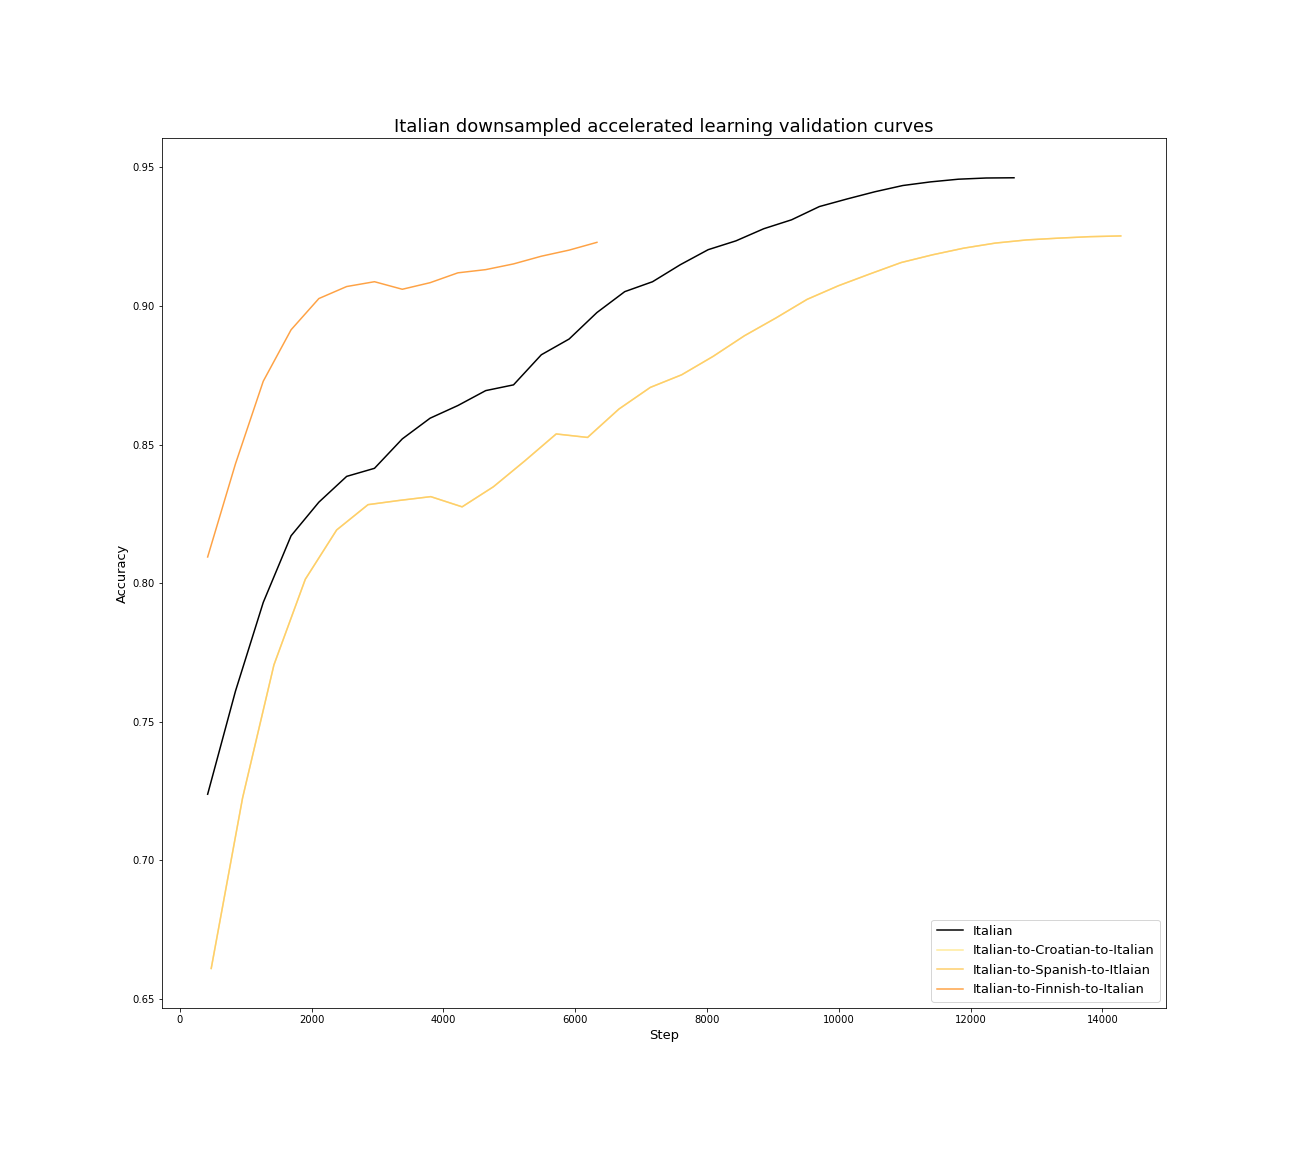 Italian downsampled accelerated learning validation curves
0.95
0.90
0.85
0.80
0.75
0.70
0.65
Accuracy
0 2000 4000 6000 8000 10000 12000 14000
Step
Italian
Italian-to-Croatian-to-Italian
Italian-to-Spanish-to-Itlaian
Italian-to-Finnish-to-Italian